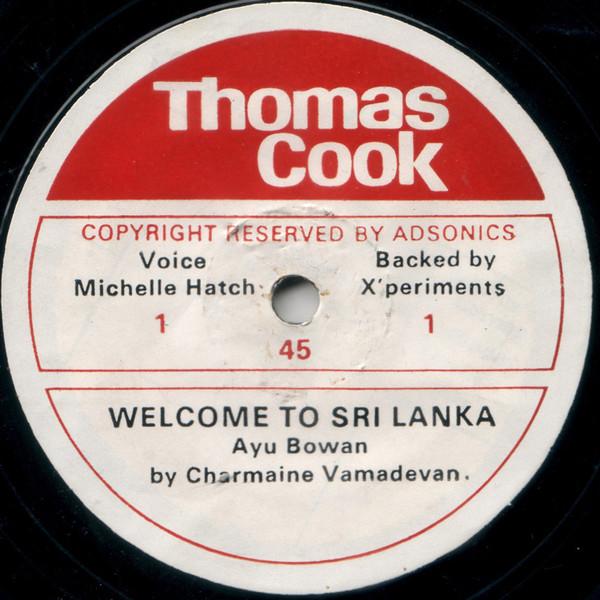 Thomas
Cook
COPYRIGHT RESERVED BY ADSONICS
Voice
Michelle Hatch
Backed by
X'periments
1
1
45
WELCOME TO SRI LANKA
Ayu Bowan
by Charmaine Vamadevan.